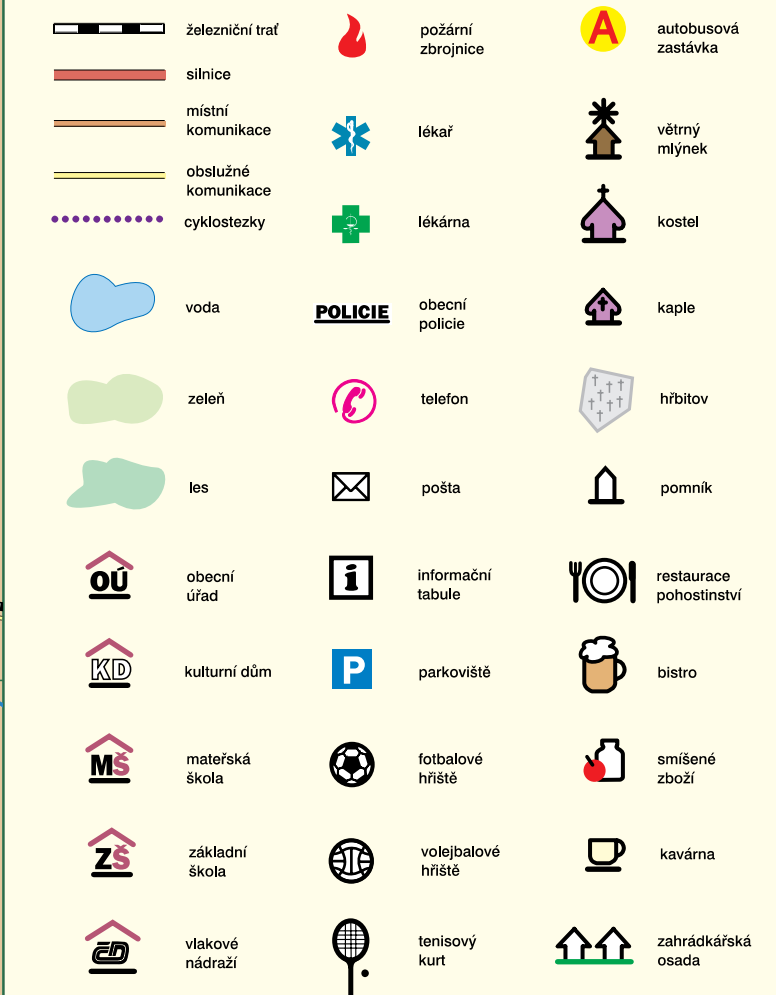 železniční trať
silnice
místní
komunikace
obslužné
komunikace
cyklostezky
voda
zeleň
les
OÚ
obecní
úřad
KD
kulturní dům
MŠ
mateřská
škola
ZŠ
základní
škola
ČD
vlakové
nádraží
požární
zbrojnice
lékař
lékárna
POLICIE
obecní
policie
telefon
pošta
i
informační
tabule
P
parkoviště
fotbalové
hřiště
volejbalové
hřiště
tenisový
kurt
A
autobusová
zastávka
větrný
mlýnek
kostel
kaple
hřbitov
pomník
restaurace
pohostinství
bistro
smíšené
zboží
kavárna
zahrádkářská
osada